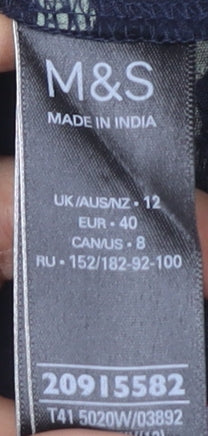 M&S
MADE IN INDIA
UK/AUS/NZ • 12
EUR • 40
CAN/US • 8
RU • 152/182-92-100
20915582
T41 5020W/03892